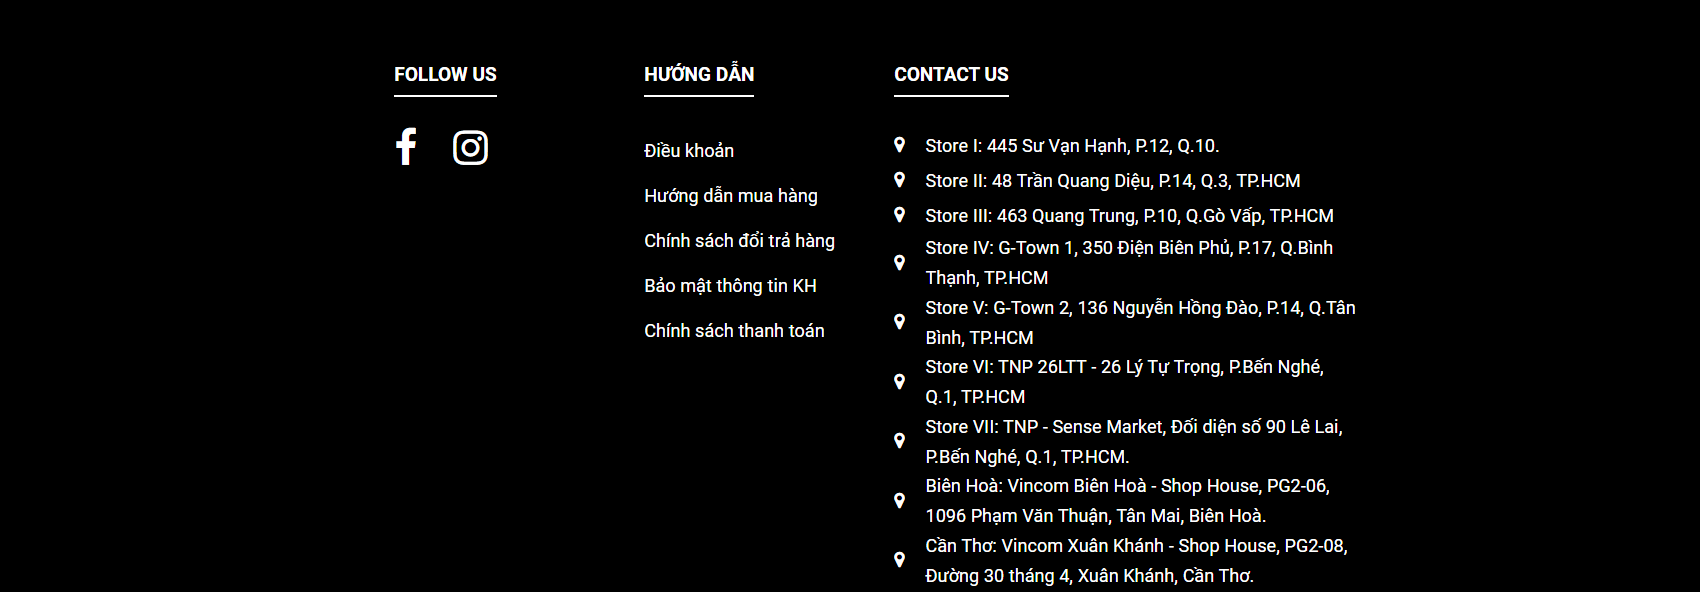 FOLLOW US
HƯỚNG DẪN
Điều khoản
Hướng dẫn mua hàng
Chính sách đổi trả hàng
Bảo mật thông tin KH
Chính sách thanh toán
CONTACT US
Store I: 445 Sư Vạn Hạnh, P.12, Q.10.
Store II: 48 Trần Quang Diệu, P.14, Q.3, TP.HCM
Store III: 463 Quang Trung, P.10, Q.Gò Vấp, TP.HCM
Store IV: G-Town 1, 350 Điện Biên Phủ, P.17, Q.Bình
Thạnh, TP.HCM
Store V: G-Town 2, 136 Nguyễn Hồng Đào, P.14, Q.Tân
Bình, TP.HCM
Store VI: TNP 26LTT - 26 Lý Tự Trọng, P.Bến Nghé,
Q.1, TP.HCM
Store VII: TNP - Sense Market, Đối diện số 90 Lê Lai,
P.Bến Nghé, Q.1, TP.HCM.
Biên Hoà: Vincom Biên Hoà - Shop House, PG2-06,
1096 Phạm Văn Thuận, Tân Mai, Biên Hoà.
Cần Thơ: Vincom Xuân Khánh - Shop House, PG2-08,
Đường 30 tháng 4, Xuân Khánh, Cần Thơ.